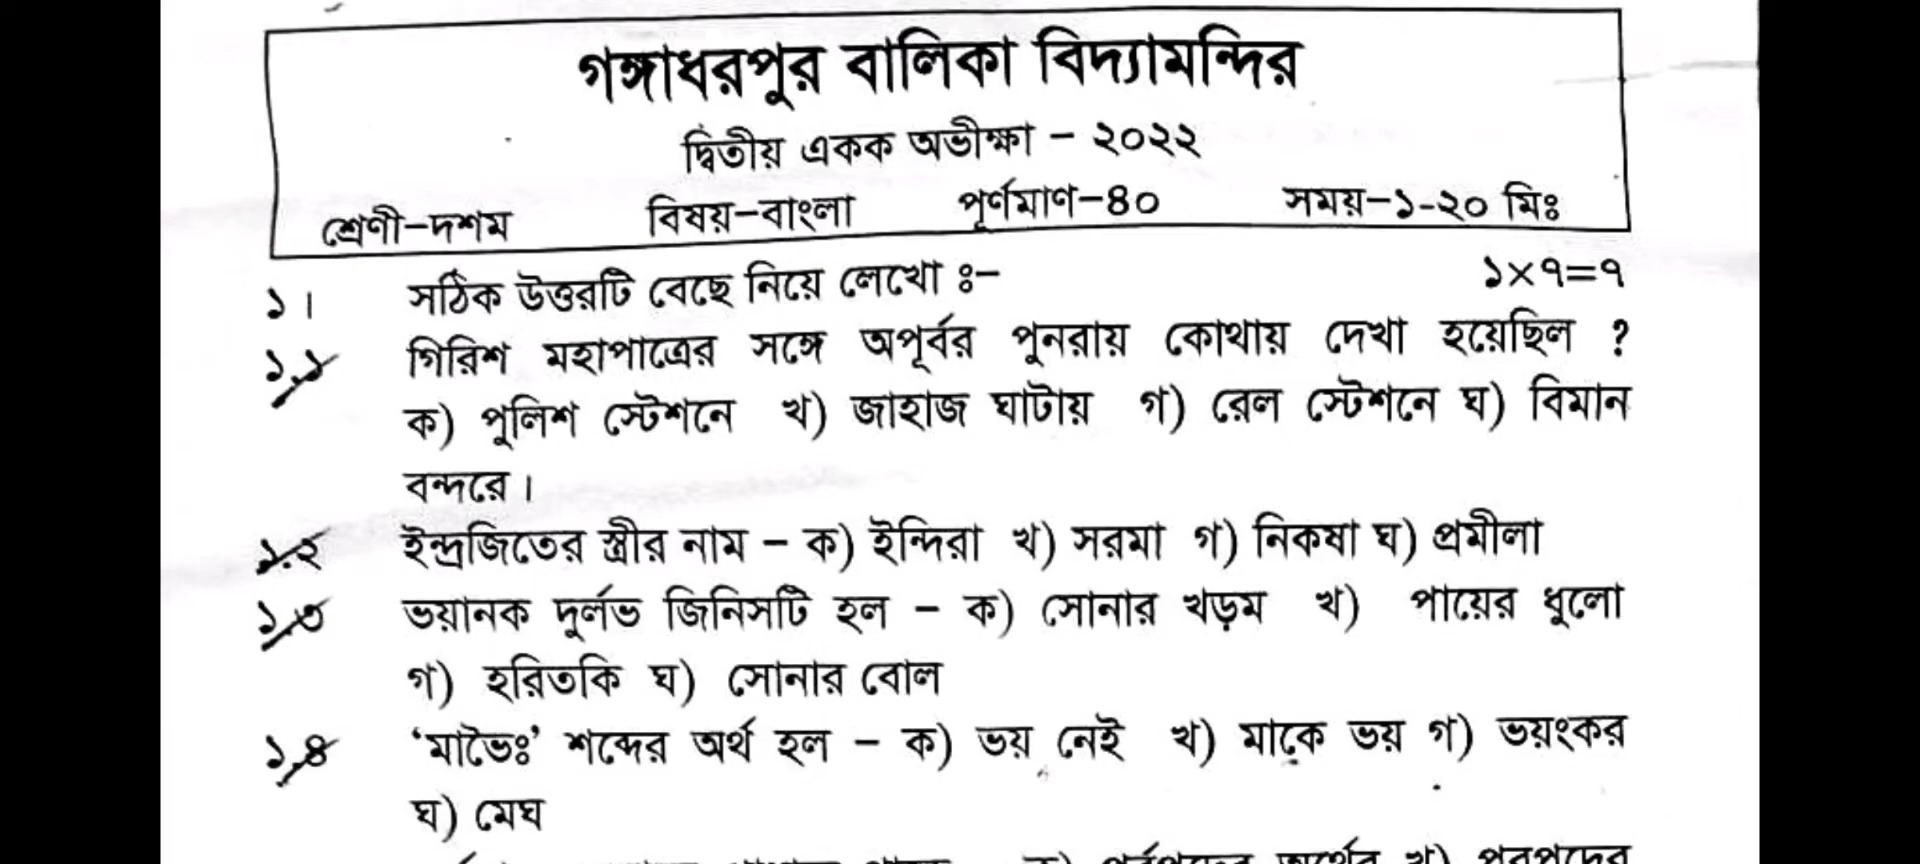 গঙ্গাধরপুর বালিকা বিদ্যামন্দির
দ্বিতীয় একক অভীক্ষা – ২০২২
শ্রেণী–দশম বিষয়–বাংলা পূর্ণমাণ–৪০ সময়–১-২০ মিঃ
১। সঠিক উত্তরটি বেছে নিয়ে লেখো ঃ– ১×৭=৭
১.১ গিরিশ মহাপাত্রের সঙ্গে অপূর্বর পুনরায় কোথায় দেখা হয়েছিল ?
ক) পুলিশ স্টেশনে খ) জাহাজ ঘাটায় গ) রেল স্টেশনে ঘ) বিমান
বন্দরে।
১.২ ইন্দ্রজিতের স্ত্রীর নাম – ক) ইন্দিরা খ) সরমা গ) নিকষা ঘ) প্রমীলা
১.৩ ভয়ানক দুর্লভ জিনিসটি হল – ক) সোনার খড়ম খ) পায়ের ধুলো
গ) হরিতকি ঘ) সোনার বোল
১.৪ ‘মাভৈঃ’ শব্দের অর্থ হল – ক) ভয় নেই খ) মাকে ভয় গ) ভয়ংকর
ঘ) মেঘ
ক) পূর্বপদের অর্থের খ) পরপদের